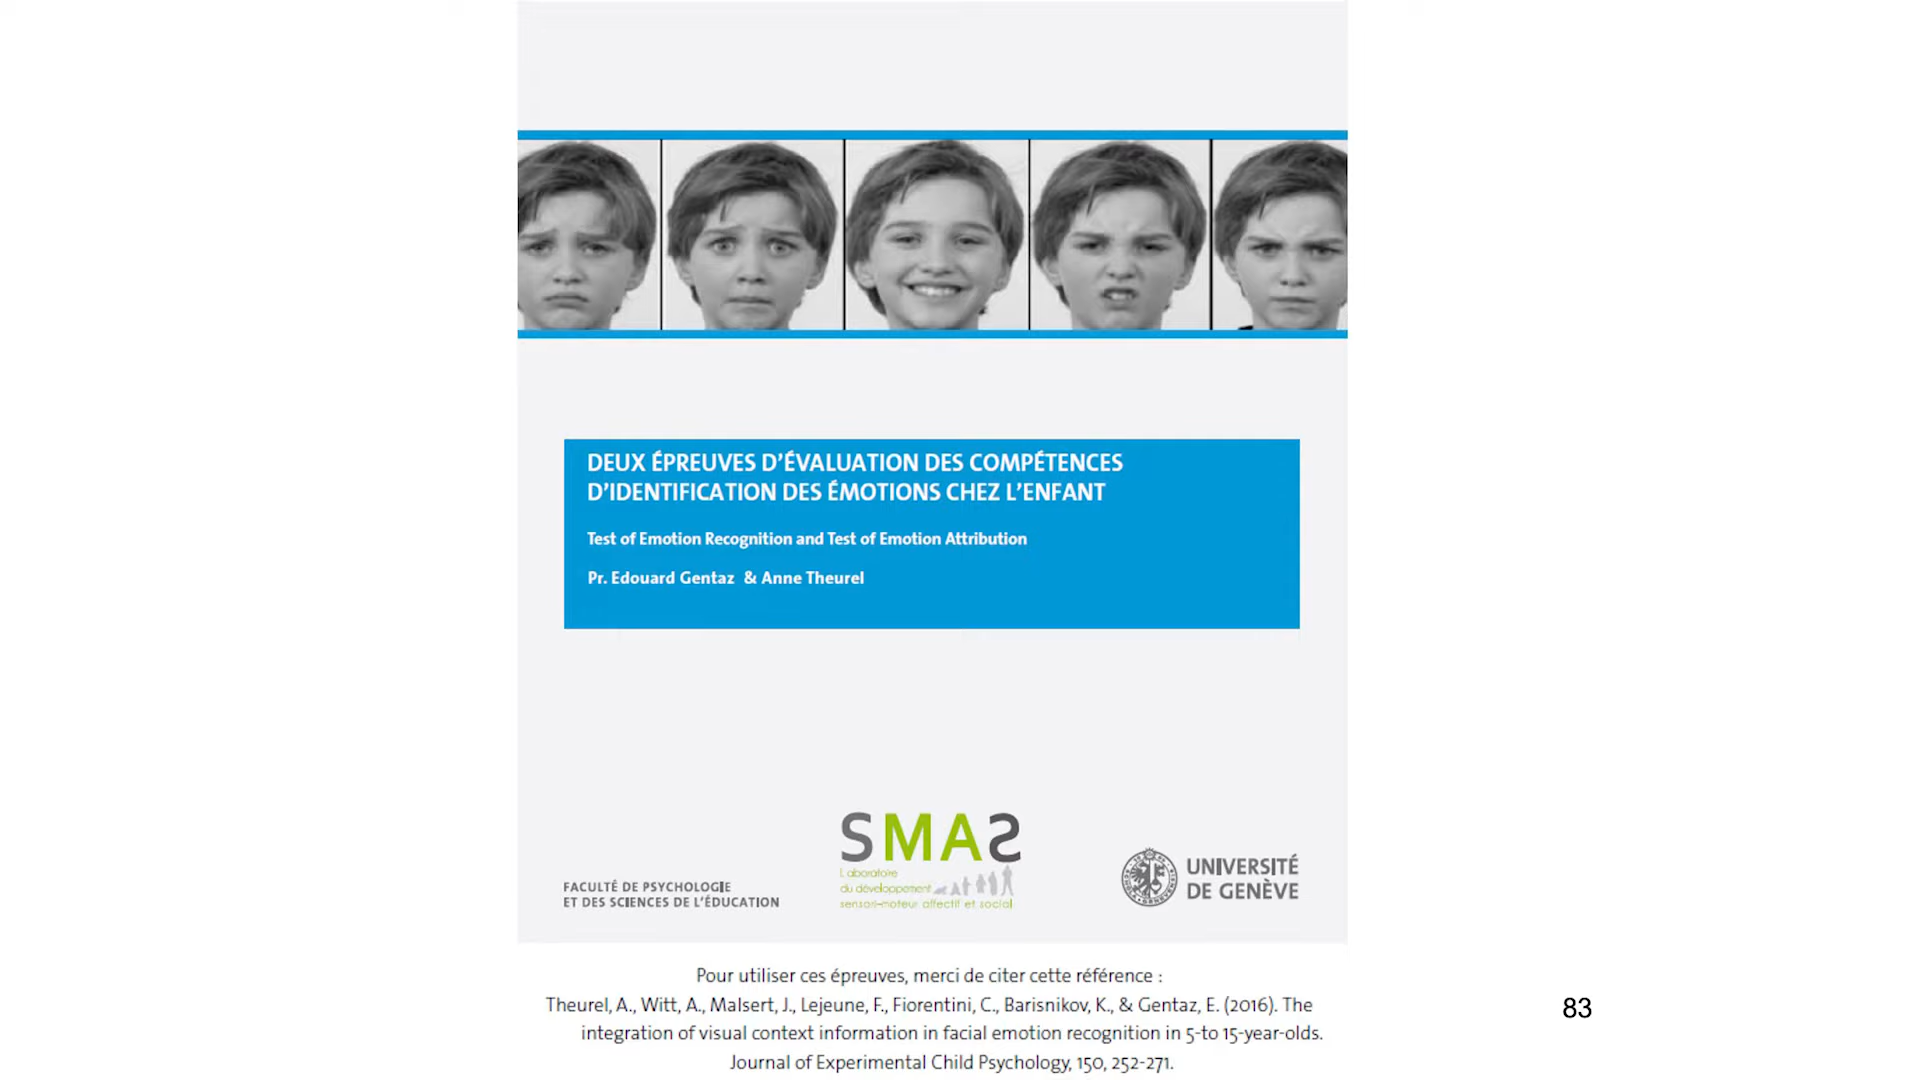 DEUX ÉPREUVES D'ÉVALUATION DES COMPÉTENCES
D'IDENTIFICATION DES ÉMOTIONS CHEZ L'ENFANT
Test of Emotion Recognition and Test of Emotion Attribution
Pr. Edouard Gentaz & Anne Theurel
SMAS
Laboratoire
du développement
sensori-moteur affectif et social
FACULTÉ DE PSYCHOLOGIE
ET DES SCIENCES DE L'ÉDUCATION
UNIVERSITÉ
DE GENÈVE
Pour utiliser ces épreuves, merci de citer cette référence :
Theurel, A., Witt, A., Malsert, J., Lejeune, F., Fiorentini, C., Barisnikov, K., & Gentaz, E. (2016). The
integration of visual context information in facial emotion recognition in 5-to 15-year-olds.
Journal of Experimental Child Psychology, 150, 252-271.
83